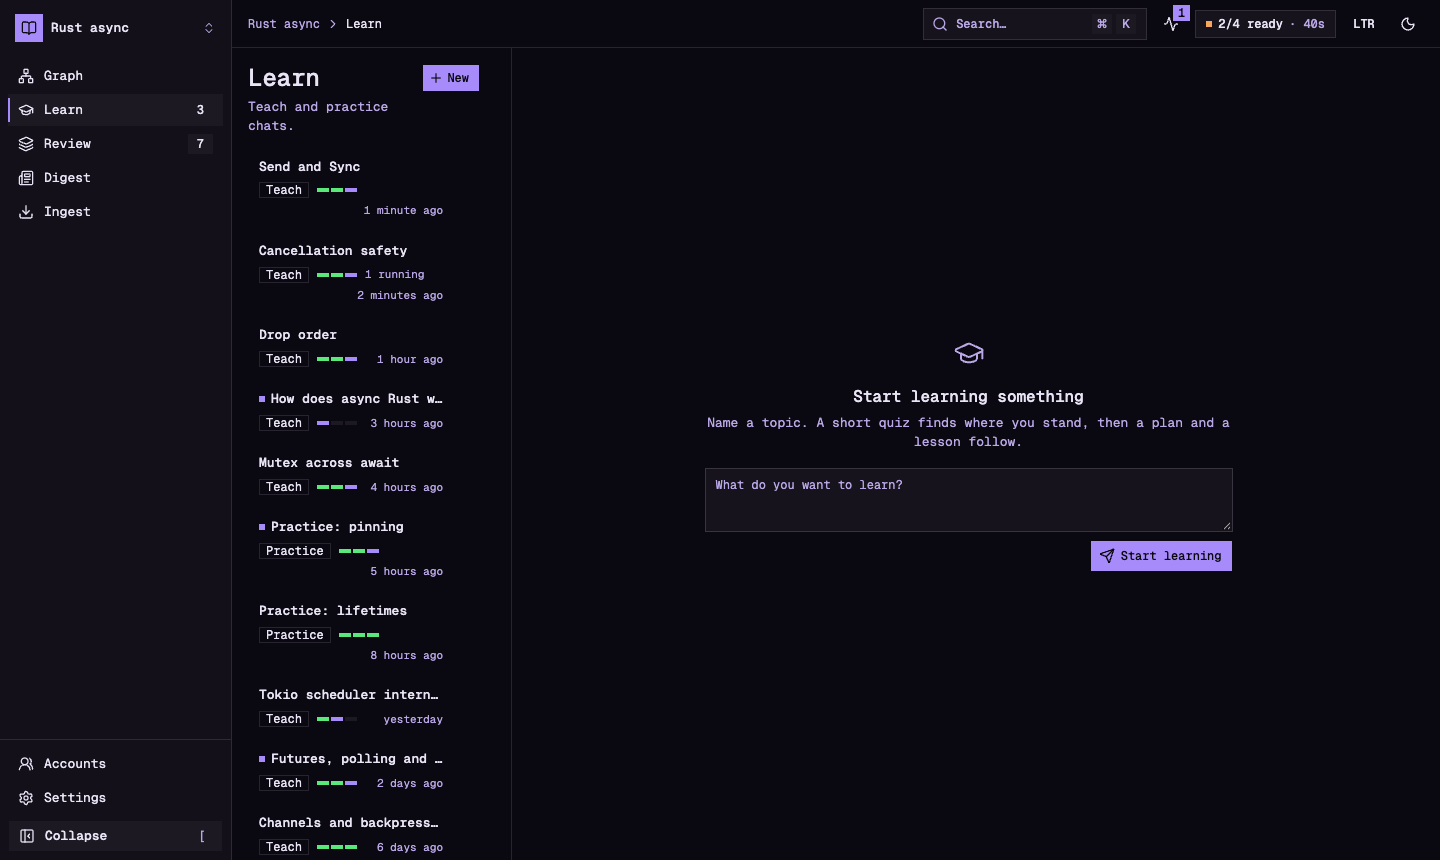 Rust async
Graph
Learn 3
Review 7
Digest
Ingest
Accounts
Settings
Collapse [
Rust async > Learn
Search… ⌘ K
1
2/4 ready · 40s
LTR
Learn
+ New
Teach and practice
chats.
Send and Sync
Teach
1 minute ago
Cancellation safety
Teach 1 running
2 minutes ago
Drop order
Teach 1 hour ago
How does async Rust w…
Teach 3 hours ago
Mutex across await
Teach 4 hours ago
Practice: pinning
Practice
5 hours ago
Practice: lifetimes
Practice
8 hours ago
Tokio scheduler intern…
Teach yesterday
Futures, polling and …
Teach 2 days ago
Channels and backpress…
Teach 6 days ago
Start learning something
Name a topic. A short quiz finds where you stand, then a plan and a
lesson follow.
What do you want to learn?
Start learning